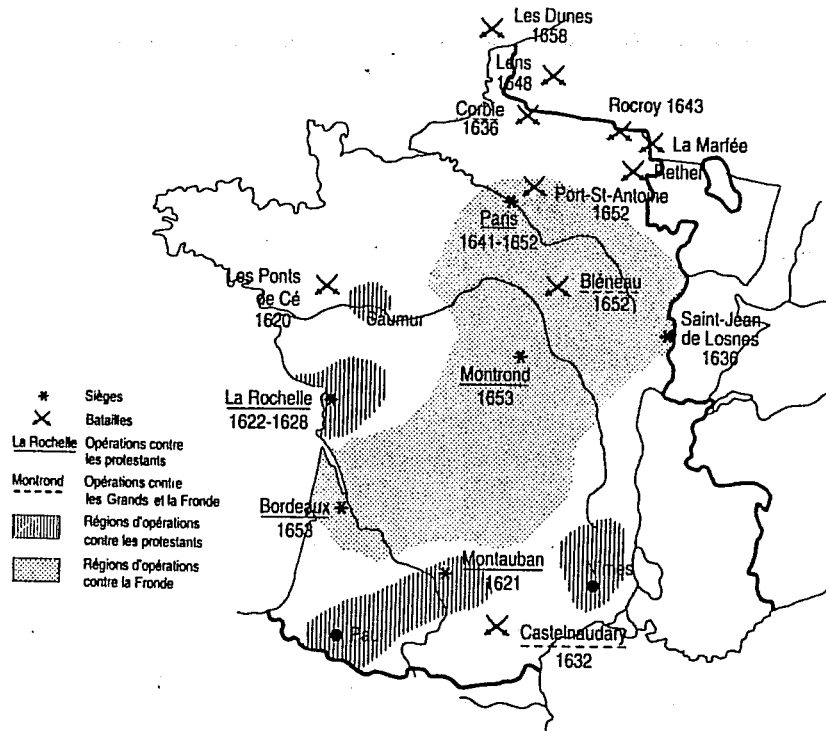 Les Dunes
1658
Lens
1648
Corbie
1636
Rocroy 1643
La Marfée
Rethel
Port-St-Antoine
1652
Paris
1641-1652
Les Ponts
de Cé
1620
Saumur
Bléneau
1652
Saint-Jean
de Losnes
1636
Montrond
1653
La Rochelle
1622-1628
Bordeaux
1653
Montauban
1621
Nîmes
Pau
Castelnaudary
1632
Sièges
Batailles
La Rochelle Opérations contre
les protestants
Montrond Opérations contre
les Grands et la Fronde
Régions d'opérations
contre les protestants
Régions d'opérations
contre la Fronde